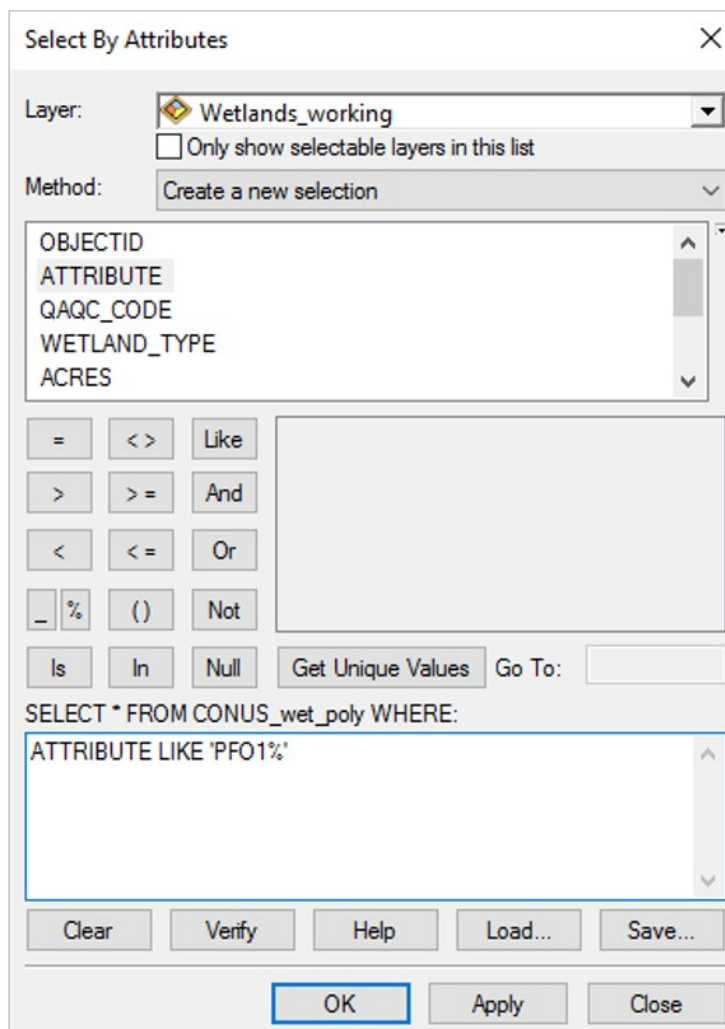 Select By Attributes
Layer: Wetlands_working
Only show selectable layers in this list
Method: Create a new selection
OBJECTID
ATTRIBUTE
QAQC_CODE
WETLAND_TYPE
ACRES
= < > Like
> > = And
< < = Or
_ % ( ) Not
Is In Null Get Unique Values Go To:
SELECT * FROM CONUS_wet_poly WHERE:
ATTRIBUTE LIKE 'PFO1%'
Clear Verify Help Load... Save...
OK Apply Close